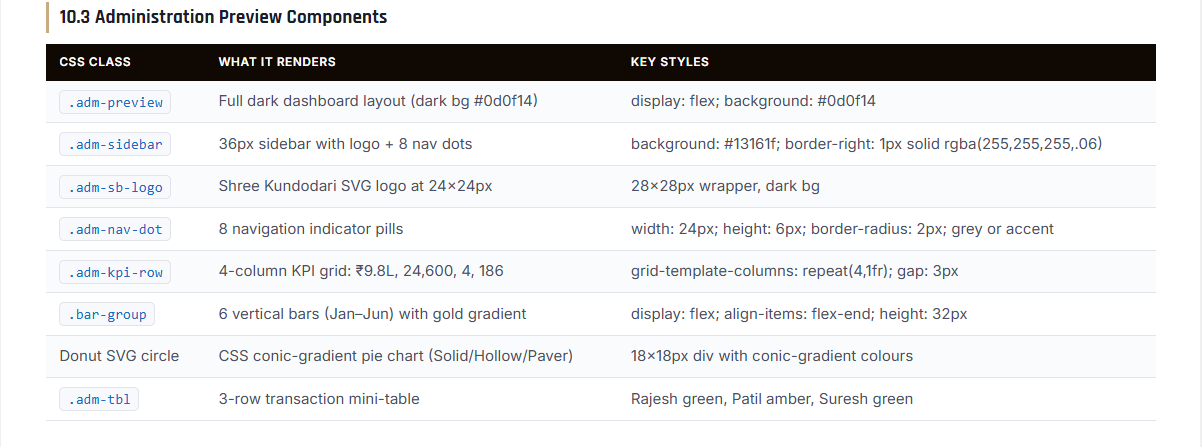 10.3 Administration Preview Components
CSS CLASS WHAT IT RENDERS KEY STYLES
.adm-preview Full dark dashboard layout (dark bg #0d0f14) display: flex; background: #0d0f14
.adm-sidebar 36px sidebar with logo + 8 nav dots background: #13161f; border-right: 1px solid rgba(255,255,255,.06)
.adm-sb-logo Shree Kundodari SVG logo at 24×24px 28×28px wrapper, dark bg
.adm-nav-dot 8 navigation indicator pills width: 24px; height: 6px; border-radius: 2px; grey or accent
.adm-kpi-row 4-column KPI grid: ₹9.8L, 24,600, 4, 186 grid-template-columns: repeat(4,1fr); gap: 3px
.bar-group 6 vertical bars (Jan–Jun) with gold gradient display: flex; align-items: flex-end; height: 32px
Donut SVG circle CSS conic-gradient pie chart (Solid/Hollow/Paver) 18×18px div with conic-gradient colours
.adm-tbl 3-row transaction mini-table Rajesh green, Patil amber, Suresh green